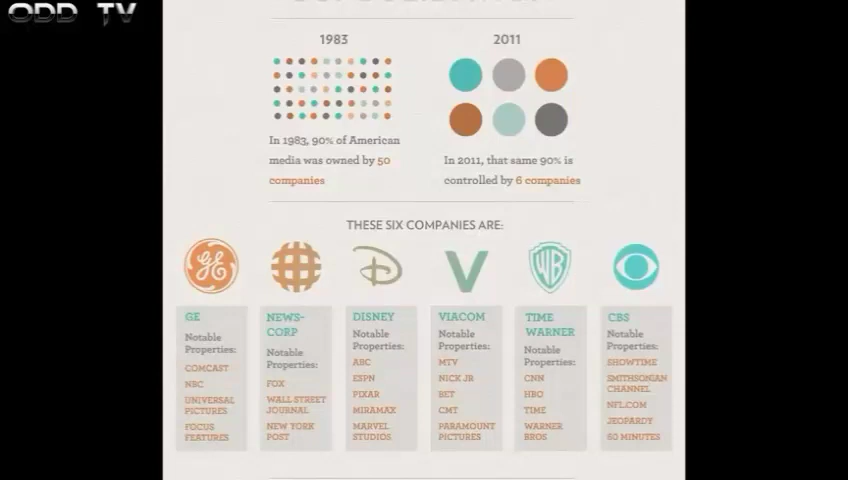 ODD TV
1983
2011
In 1983, 90% of American
media was owned by 50
companies
In 2011, that same 90% is
controlled by 6 companies
THESE SIX COMPANIES ARE:
GE
D
V
WB
GE
Notable
Properties:
COMCAST
NBC
UNIVERSAL
PICTURES
FOCUS
FEATURES
NEWS-
CORP
Notable
Properties:
FOX
WALL STREET
JOURNAL
NEW YORK
POST
DISNEY
Notable
Properties:
ABC
ESPN
PIXAR
MIRAMAX
MARVEL
STUDIOS
VIACOM
Notable
Properties:
MTV
NICK JR
BET
CMT
PARAMOUNT
PICTURES
TIME
WARNER
Notable
Properties:
CNN
HBO
TIME
WARNER
BROS
CBS
Notable
Properties:
SHOWTIME
SMITHSONIAN
CHANNEL
NFL.COM
JEOPARDY
60 MINUTES